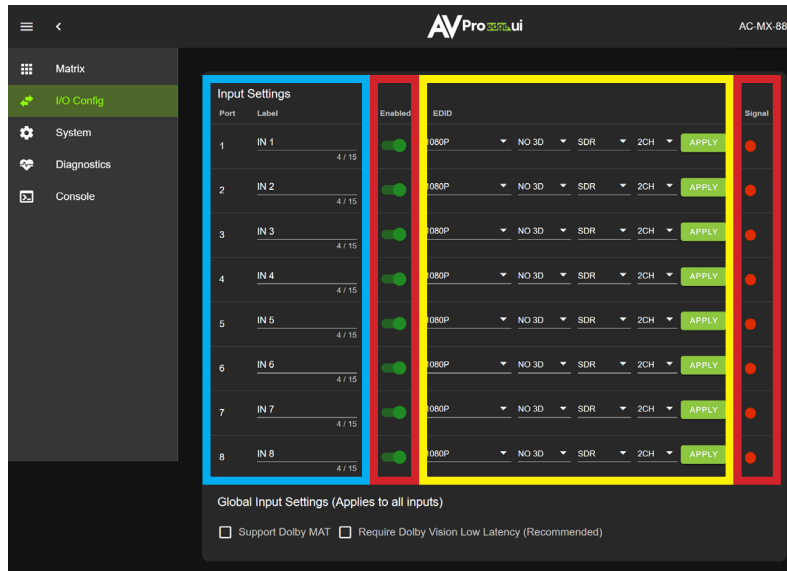 AVProedge.ui
AC-MX-88
Matrix
I/O Config
System
Diagnostics
Console
Input Settings
Port Label Enabled EDID Signal
1 IN 1 1080P NO 3D SDR 2CH APPLY
4 / 15
2 IN 2 1080P NO 3D SDR 2CH APPLY
4 / 15
3 IN 3 1080P NO 3D SDR 2CH APPLY
4 / 15
4 IN 4 1080P NO 3D SDR 2CH APPLY
4 / 15
5 IN 5 1080P NO 3D SDR 2CH APPLY
4 / 15
6 IN 6 1080P NO 3D SDR 2CH APPLY
4 / 15
7 IN 7 1080P NO 3D SDR 2CH APPLY
4 / 15
8 IN 8 1080P NO 3D SDR 2CH APPLY
4 / 15
Global Input Settings (Applies to all inputs)
Support Dolby MAT Require Dolby Vision Low Latency (Recommended)